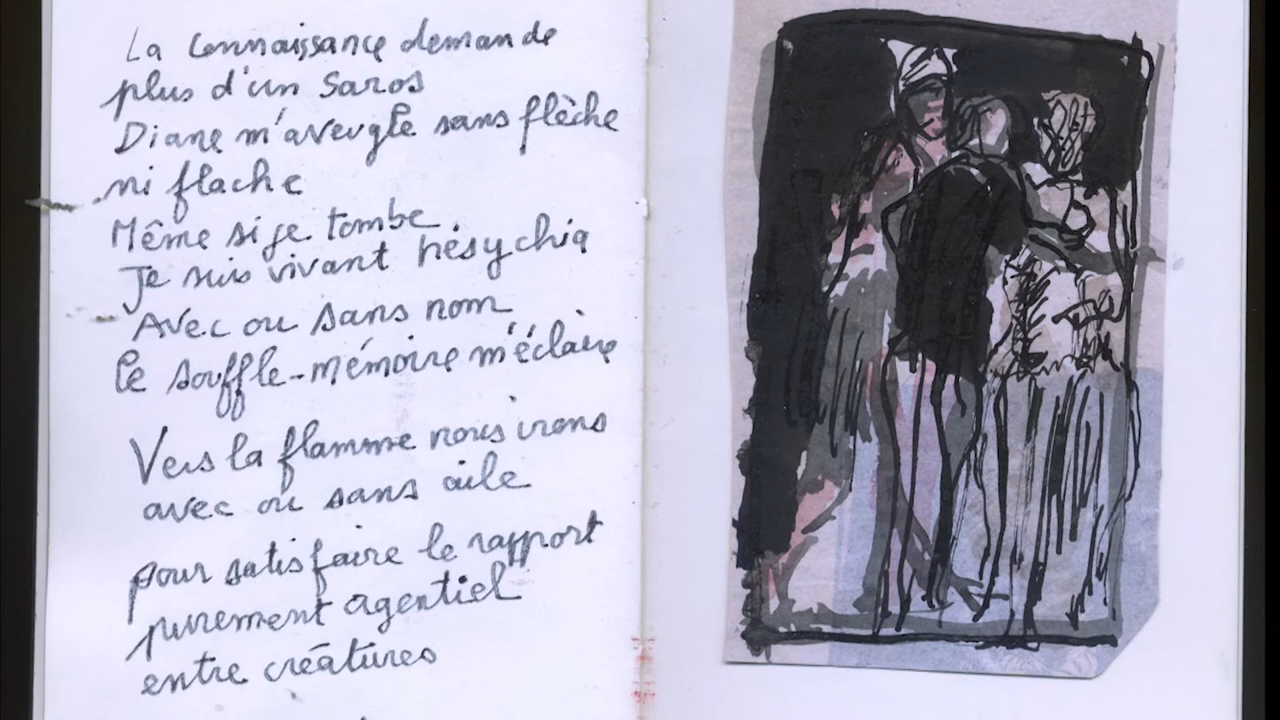 La Connaissance demande
plus d'un Saros
Diane m'aveugle sans flèche
ni flache
Même si je tombe
Je suis vivant hésychia
Avec ou sans nom
Le souffle-mémoire m'éclaire
Vers la flamme nous irons
avec ou sans aile
pour satisfaire le rapport
purement agentiel
entre créatures